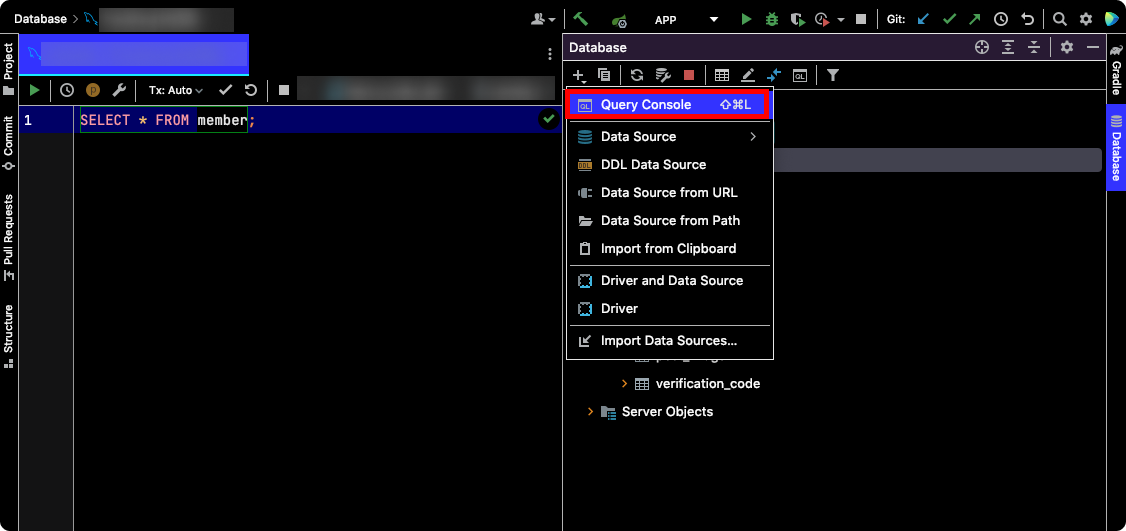 Database
APP
Git:
Project
Commit
Pull Requests
Structure
Tx: Auto
1
SELECT * FROM member;
Database
Query Console ⇧⌘L
Data Source
DDL Data Source
Data Source from URL
Data Source from Path
Import from Clipboard
Driver and Data Source
Driver
Import Data Sources...
verification_code
Server Objects
Gradle
Database